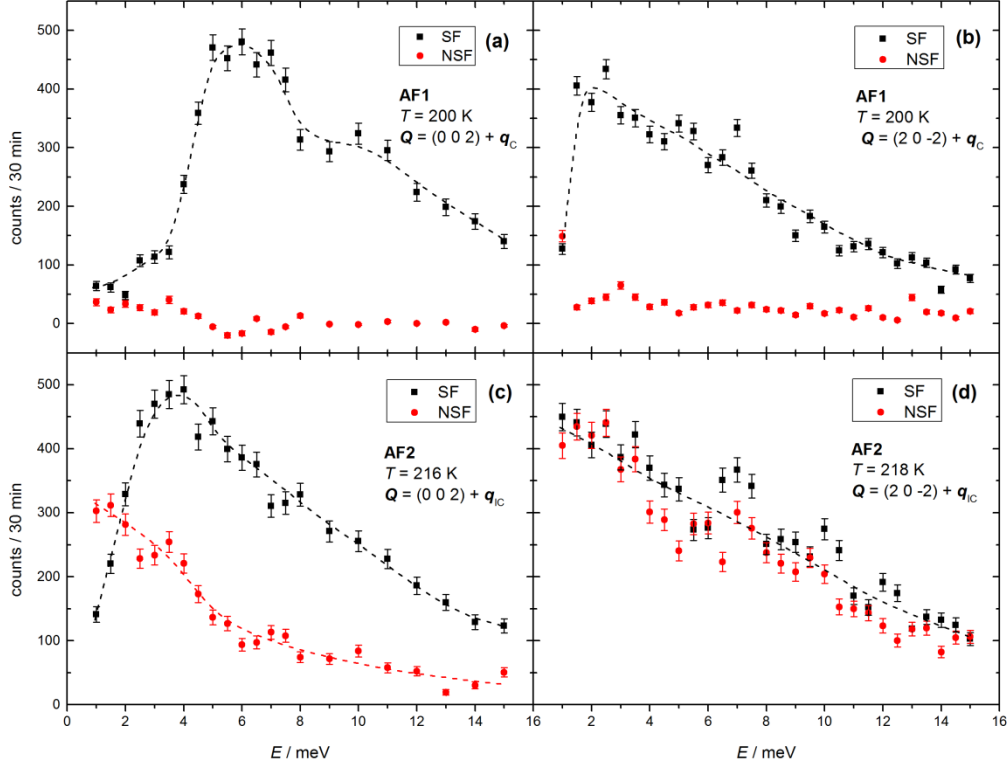 500
400
300
200
100
0
counts / 30 min
SF
NSF
(a)
AF1
T = 200 K
Q = (0 0 2) + qC
SF
NSF
(b)
AF1
T = 200 K
Q = (2 0 -2) + qC
500
400
300
200
100
0
counts / 30 min
SF
NSF
(c)
AF2
T = 216 K
Q = (0 0 2) + qIC
SF
NSF
(d)
AF2
T = 218 K
Q = (2 0 -2) + qIC
0 2 4 6 8 10 12 14 16 2 4 6 8 10 12 14 16
E / meV
E / meV